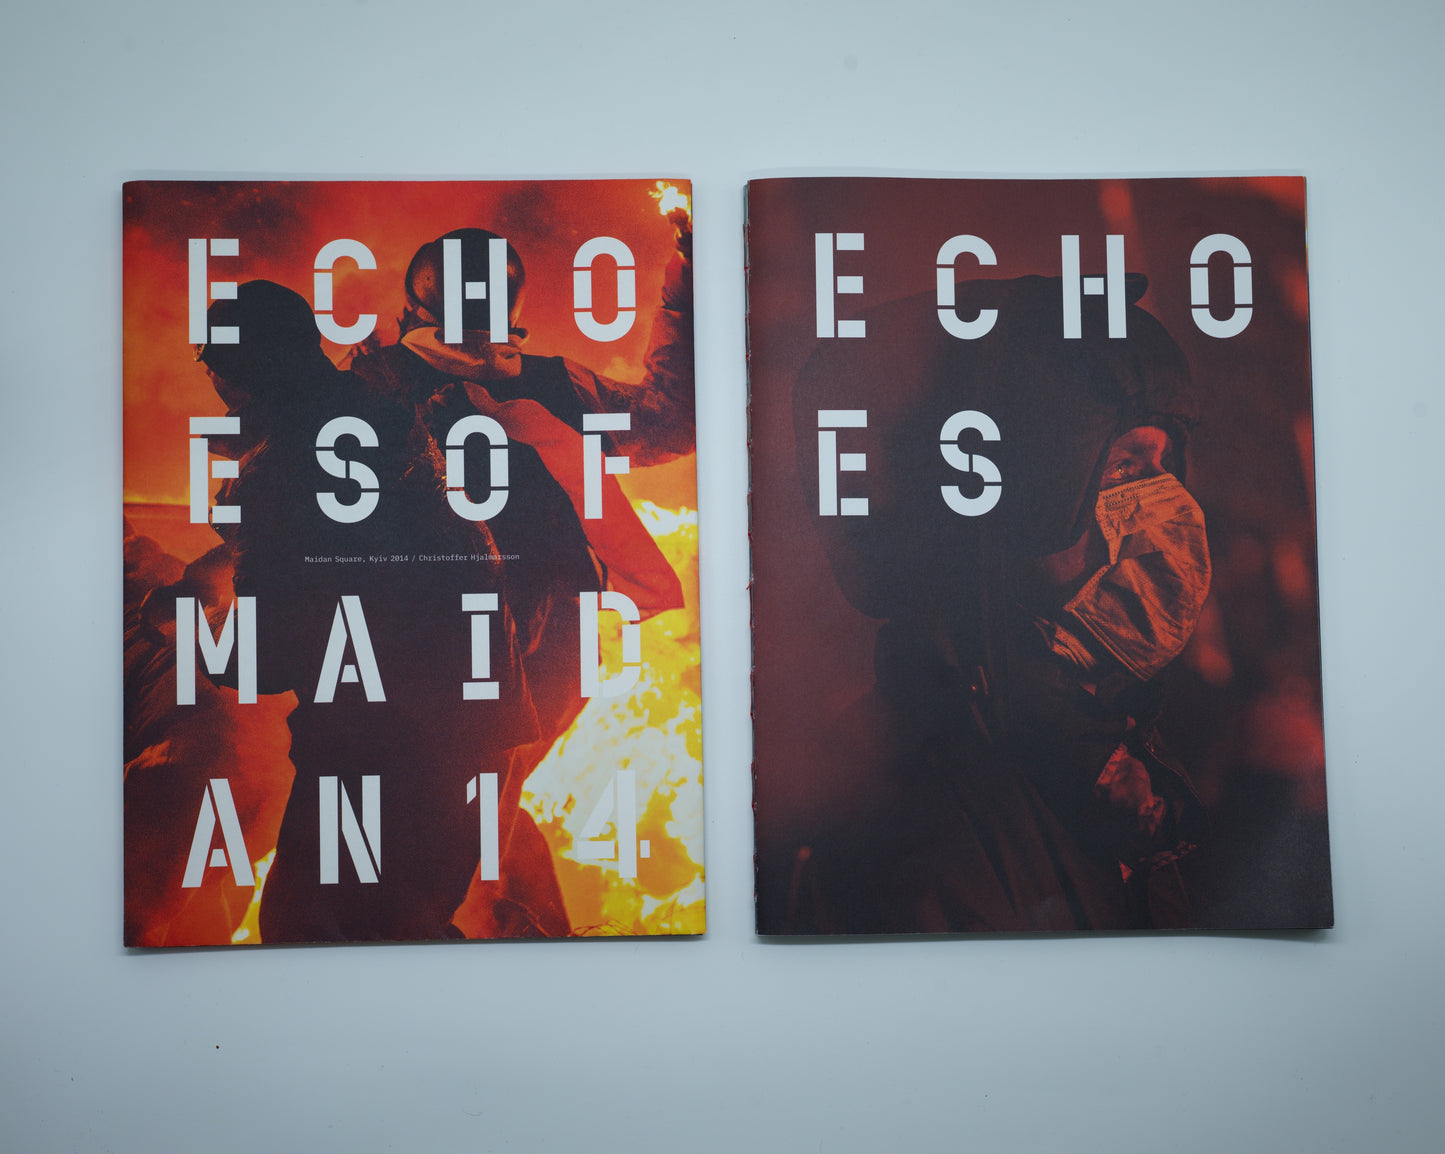 ECHO
ESOF
Maidan Square, Kyiv 2014 / Christoffer Hjalmarsson
MAID
AN14
ECHO
ES